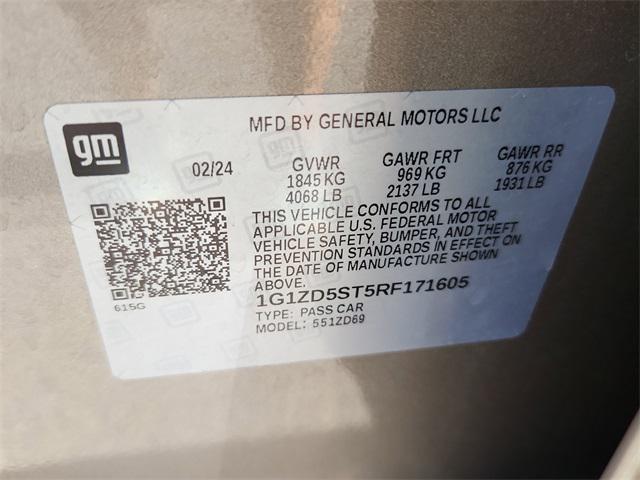 MFD BY GENERAL MOTORS LLC
gm
02/24 GVWR GAWR FRT GAWR RR
1845 KG 969 KG 876 KG
4068 LB 2137 LB 1931 LB
THIS VEHICLE CONFORMS TO ALL
APPLICABLE U.S. FEDERAL MOTOR
VEHICLE SAFETY, BUMPER, AND THEFT
PREVENTION STANDARDS IN EFFECT ON
THE DATE OF MANUFACTURE SHOWN
ABOVE.
1G1ZD5ST5RF171605
615G
TYPE: PASS CAR
MODEL: 551ZD69